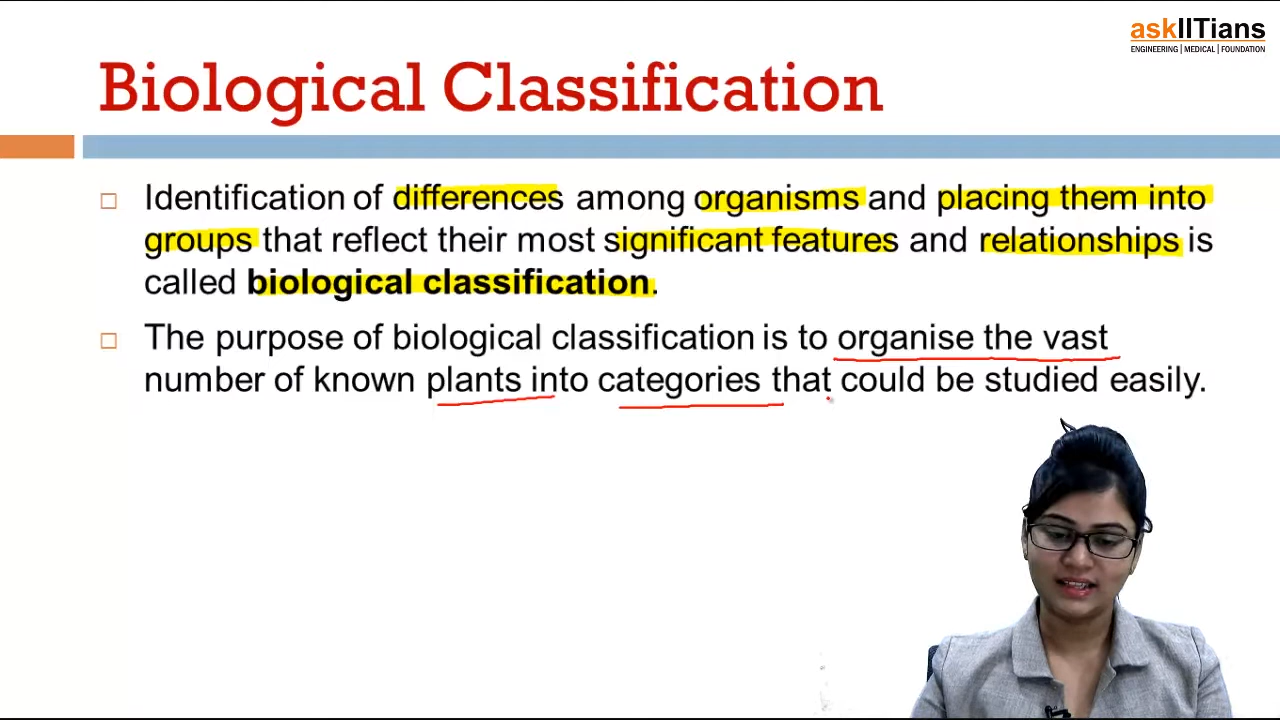 askIITians
ENGINEERING | MEDICAL | FOUNDATION
Biological Classification
Identification of differences among organisms and placing them into
groups that reflect their most significant features and relationships is
called biological classification.
The purpose of biological classification is to organise the vast
number of known plants into categories that could be studied easily.